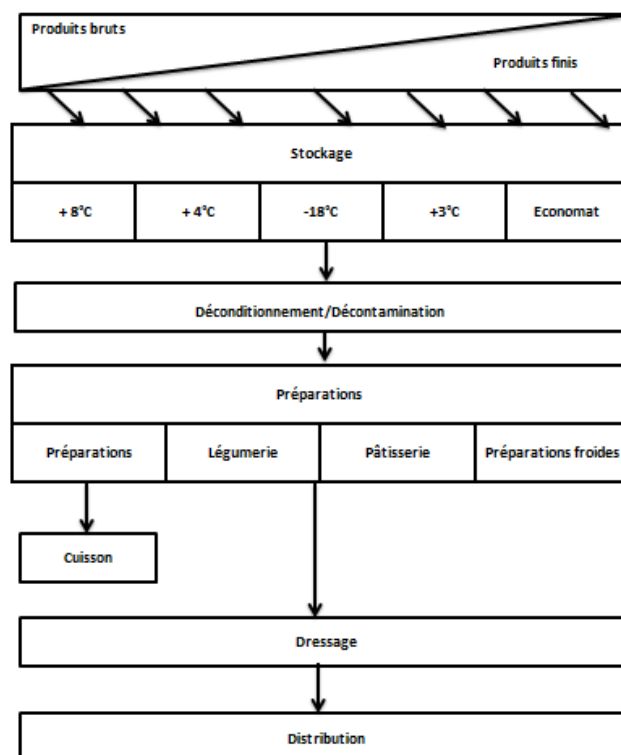 Produits bruts
Produits finis
Stockage
+ 8°C
+ 4°C
-18°C
+3°C
Economat
Déconditionnement/Décontamination
Préparations
Préparations
Légumerie
Pâtisserie
Préparations froides
Cuisson
Dressage
Distribution